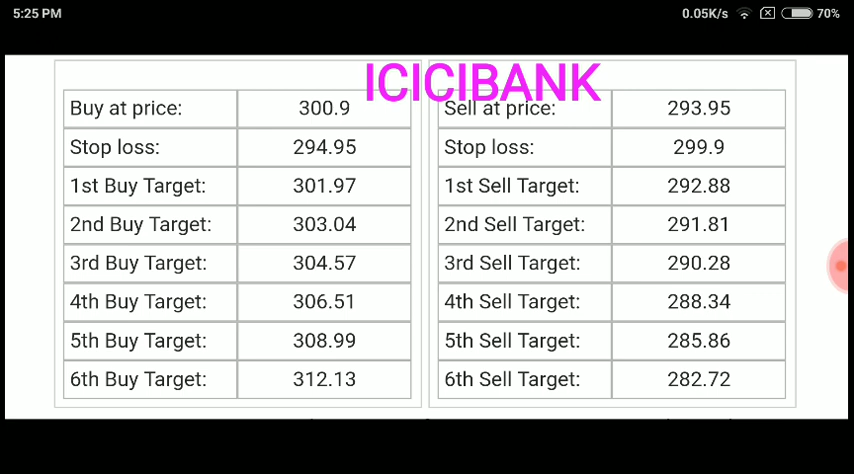 5:25 PM 0.05K/s 70%
ICICIBANK
Buy at price: 300.9
Stop loss: 294.95
1st Buy Target: 301.97
2nd Buy Target: 303.04
3rd Buy Target: 304.57
4th Buy Target: 306.51
5th Buy Target: 308.99
6th Buy Target: 312.13
Sell at price: 293.95
Stop loss: 299.9
1st Sell Target: 292.88
2nd Sell Target: 291.81
3rd Sell Target: 290.28
4th Sell Target: 288.34
5th Sell Target: 285.86
6th Sell Target: 282.72